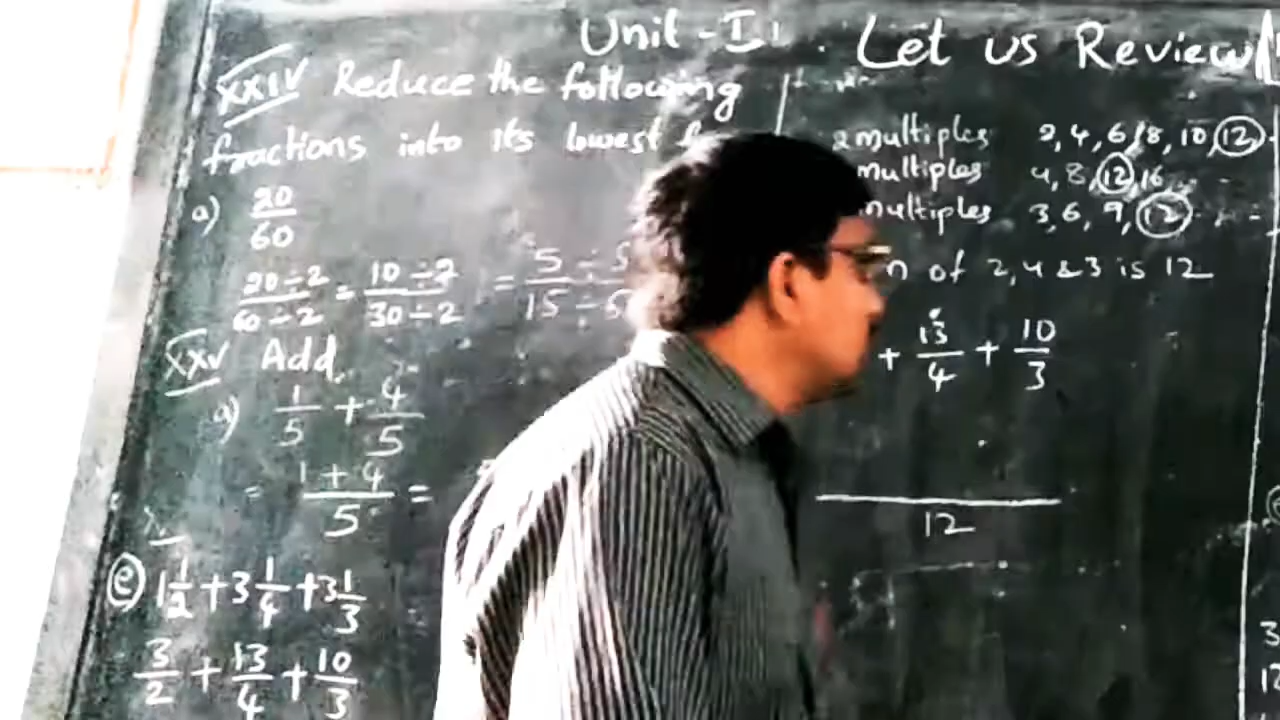 Unit-II. Let us Review
XXIV Reduce the following
fractions into its lowest
a) 20/60
20÷2/60÷2 = 10÷2/30÷2 = 5÷5/15÷5
XXV Add
a) 1/5 + 4/5
= 1+4/5 =
(e) 1 1/2 + 3 1/4 + 3 1/3
3/2 + 13/4 + 10/3
2 multiples 2, 4, 6, 8, 10, 12
multiples 4, 8, 12, 16
multiples 3, 6, 9, 12
of 2, 4 & 3 is 12
+ 13/4 + 10/3
12